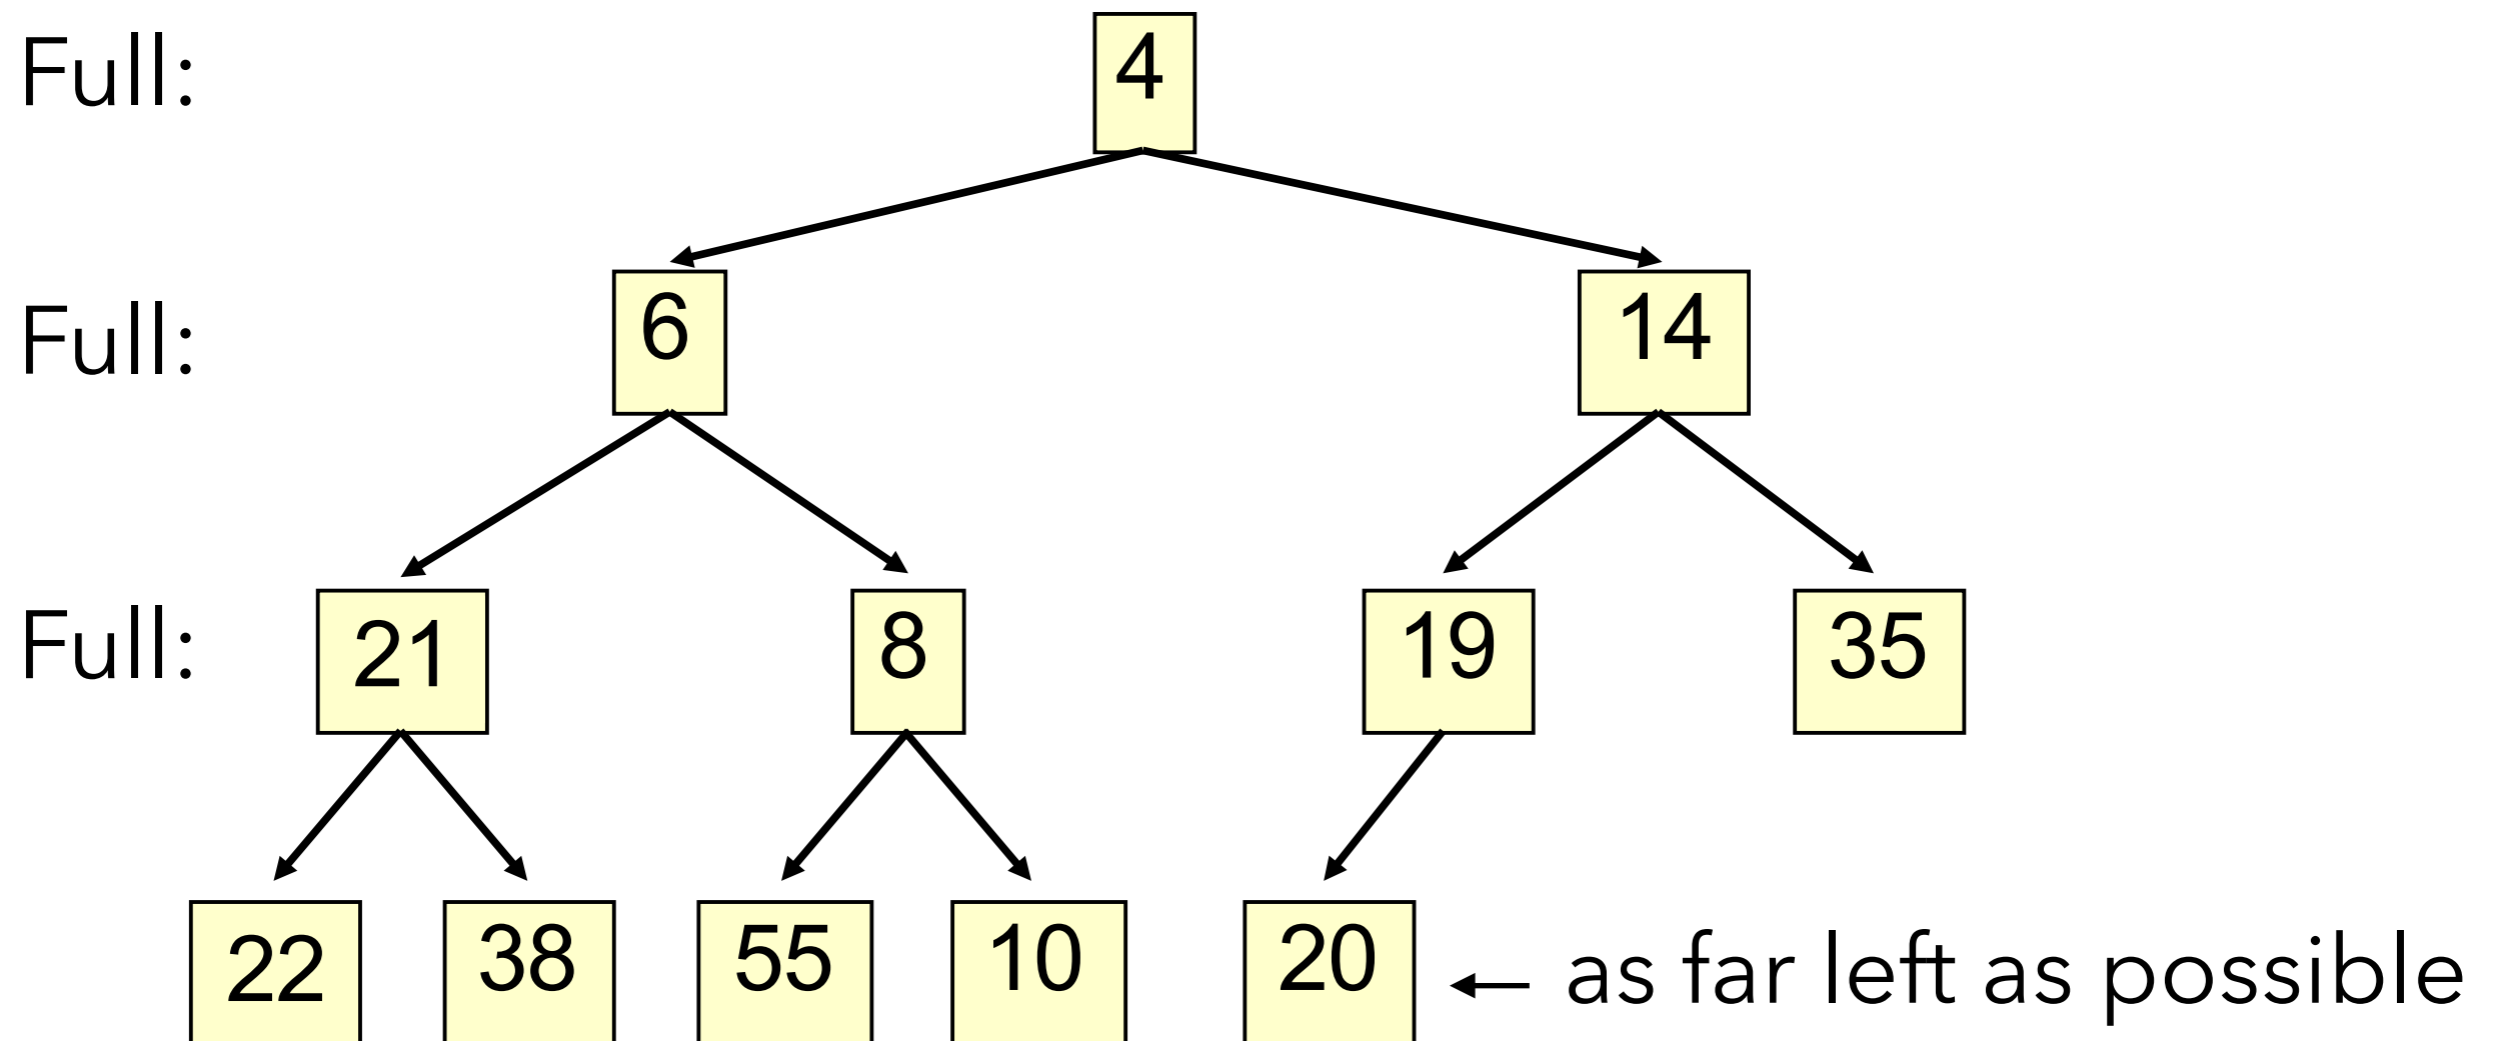 Full: 4
Full: 6 14
Full: 21 8 19 35
22 38 55 10 20 ← as far left as possible